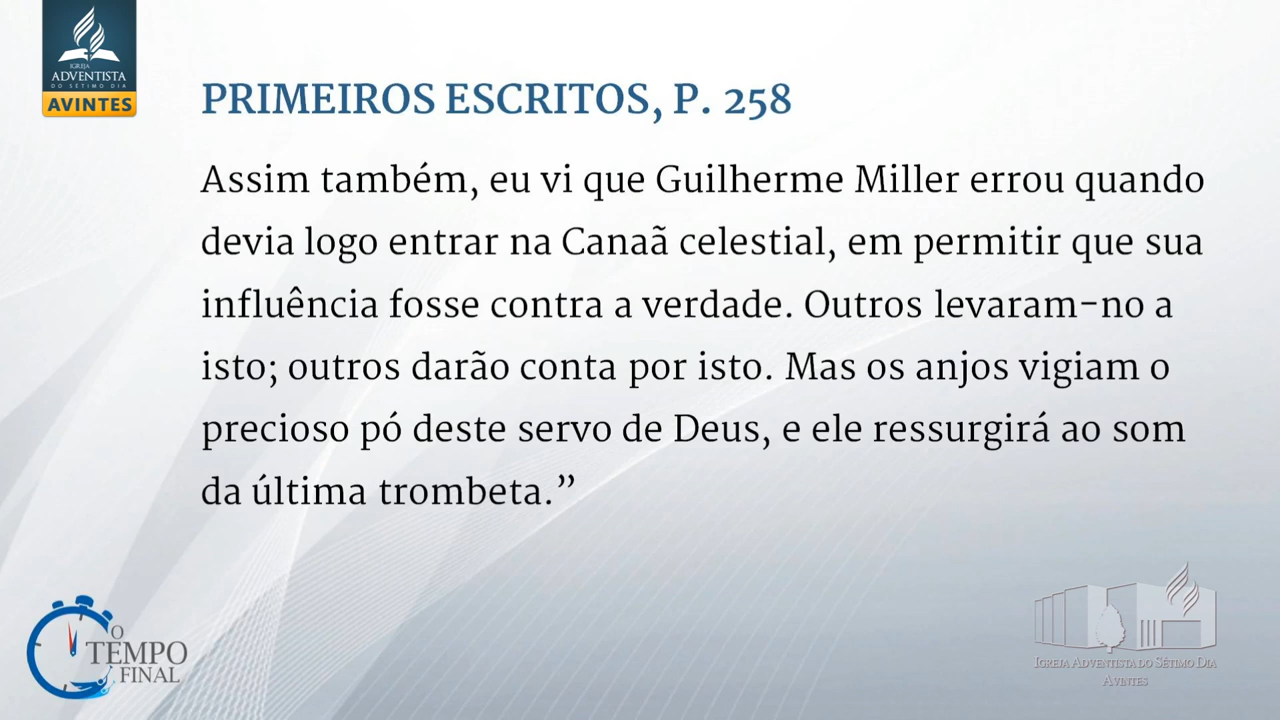 IGREJA
ADVENTISTA
DO SÉTIMO DIA
AVINTES
PRIMEIROS ESCRITOS, P. 258
Assim também, eu vi que Guilherme Miller errou quando
devia logo entrar na Canaã celestial, em permitir que sua
influência fosse contra a verdade. Outros levaram-no a
isto; outros darão conta por isto. Mas os anjos vigiam o
precioso pó deste servo de Deus, e ele ressurgirá ao som
da última trombeta.”
O
TEMPO
FINAL
IGREJA ADVENTISTA DO SÉTIMO DIA
AVINTES